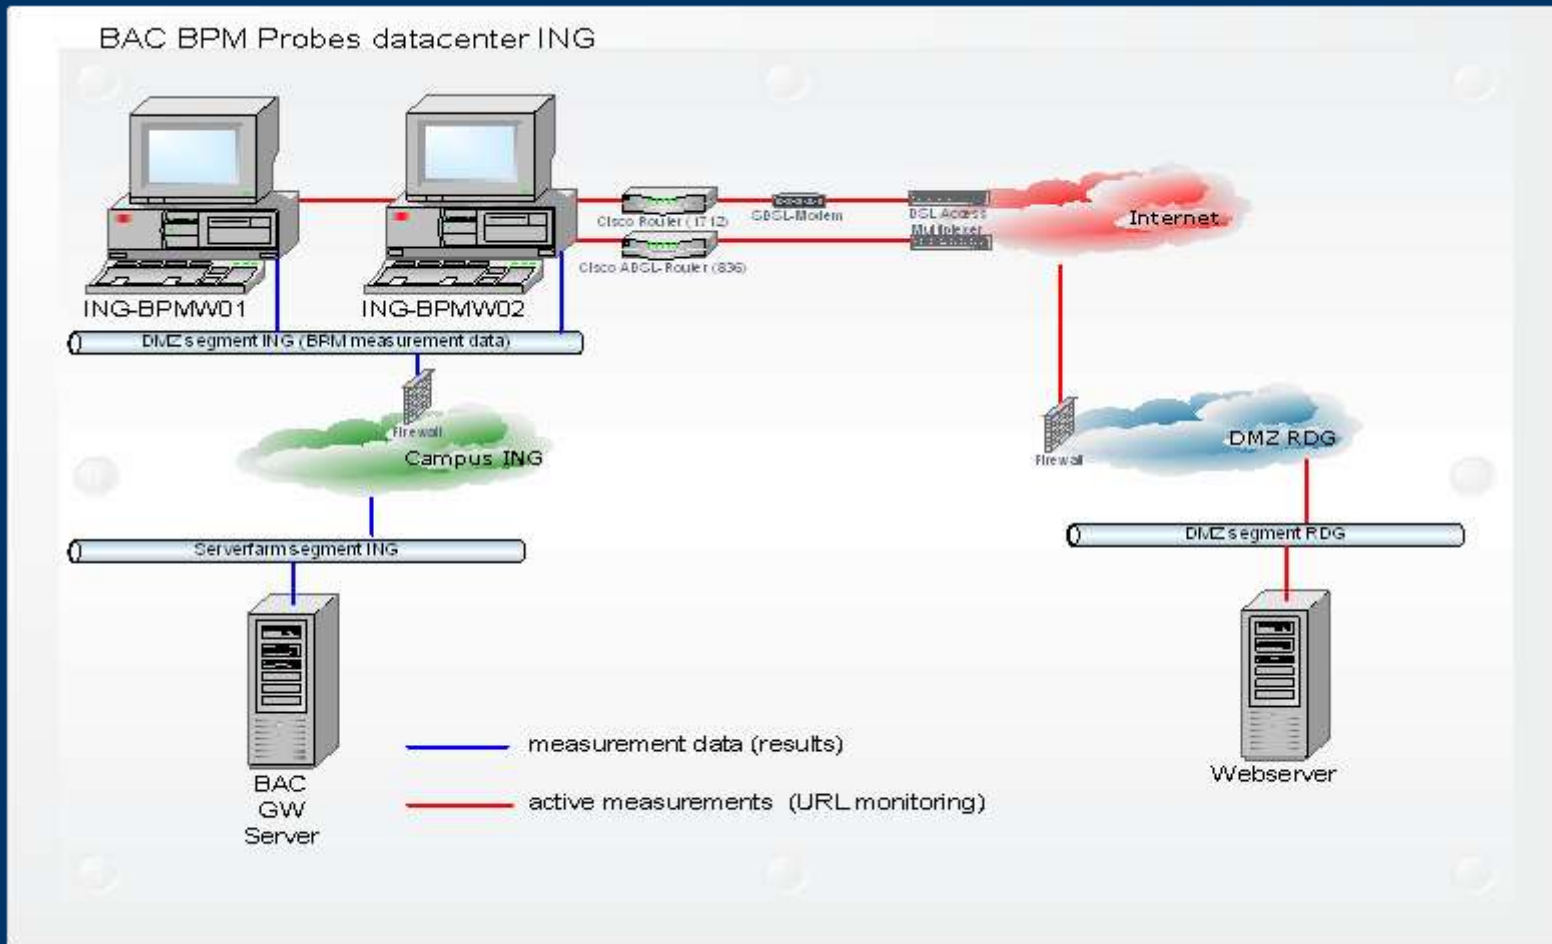 BAC BPM Probes datacenter ING
Cisco Router (1712)
SDSL-Modem
DSL Access
Multiplexer
Internet
Cisco ADSL-Router (836)
ING-BPMW01
ING-BPMW02
DMZ segment ING (BPM measurement data)
Firewall
Campus ING
Firewall
DMZ RDG
Serverfarm segment ING
DMZ segment RDG
measurement data (results)
active measurements (URL monitoring)
BAC
GW
Server
Webserver